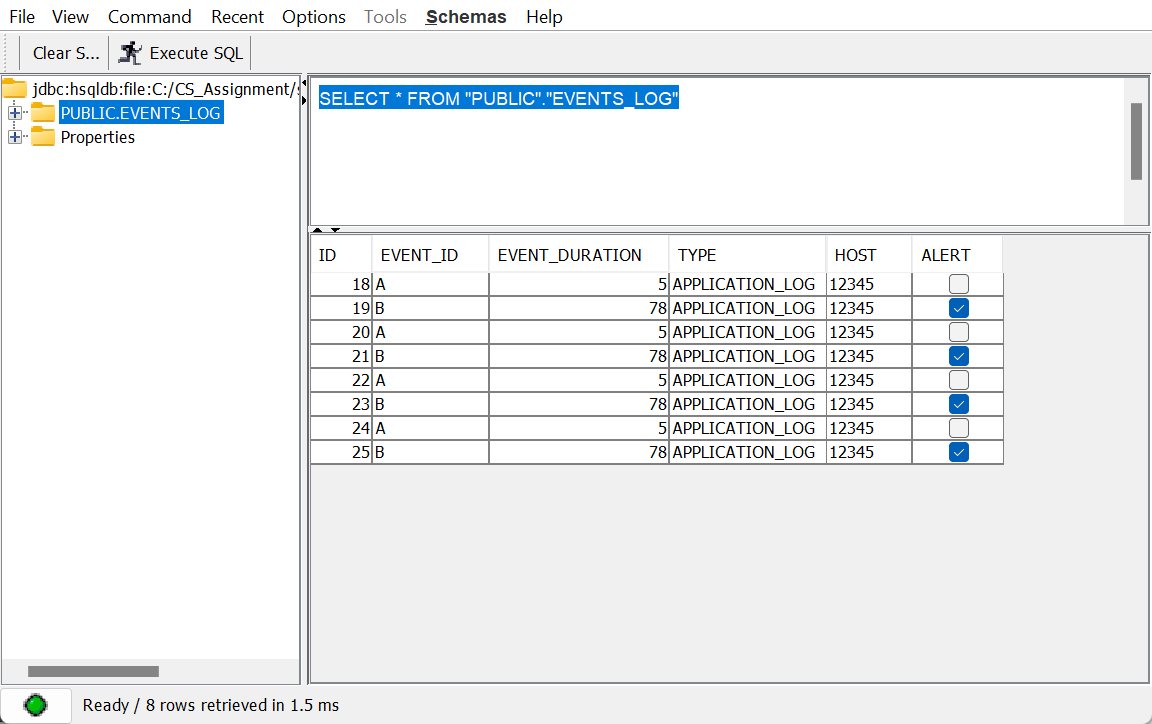 File View Command Recent Options Tools Schemas Help
Clear S... Execute SQL
jdbc:hsqldb:file:C:/CS_Assignment/
PUBLIC.EVENTS_LOG
Properties
SELECT * FROM "PUBLIC"."EVENTS_LOG"
ID EVENT_ID EVENT_DURATION TYPE HOST ALERT
18 A 5 APPLICATION_LOG 12345
19 B 78 APPLICATION_LOG 12345
20 A 5 APPLICATION_LOG 12345
21 B 78 APPLICATION_LOG 12345
22 A 5 APPLICATION_LOG 12345
23 B 78 APPLICATION_LOG 12345
24 A 5 APPLICATION_LOG 12345
25 B 78 APPLICATION_LOG 12345
Ready / 8 rows retrieved in 1.5 ms